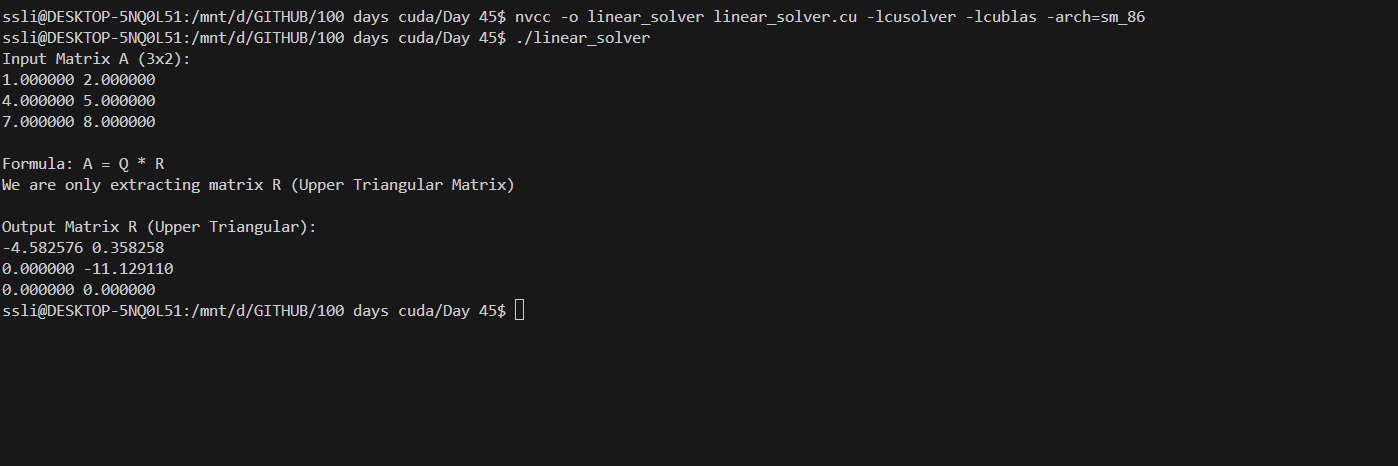 ssli@DESKTOP-5NQ0L51:/mnt/d/GITHUB/100 days cuda/Day 45$ nvcc -o linear_solver linear_solver.cu -lcusolver -lcublas -arch=sm_86
ssli@DESKTOP-5NQ0L51:/mnt/d/GITHUB/100 days cuda/Day 45$ ./linear_solver
Input Matrix A (3x2):
1.000000 2.000000
4.000000 5.000000
7.000000 8.000000
Formula: A = Q * R
We are only extracting matrix R (Upper Triangular Matrix)
Output Matrix R (Upper Triangular):
-4.582576 0.358258
0.000000 -11.129110
0.000000 0.000000
ssli@DESKTOP-5NQ0L51:/mnt/d/GITHUB/100 days cuda/Day 45$